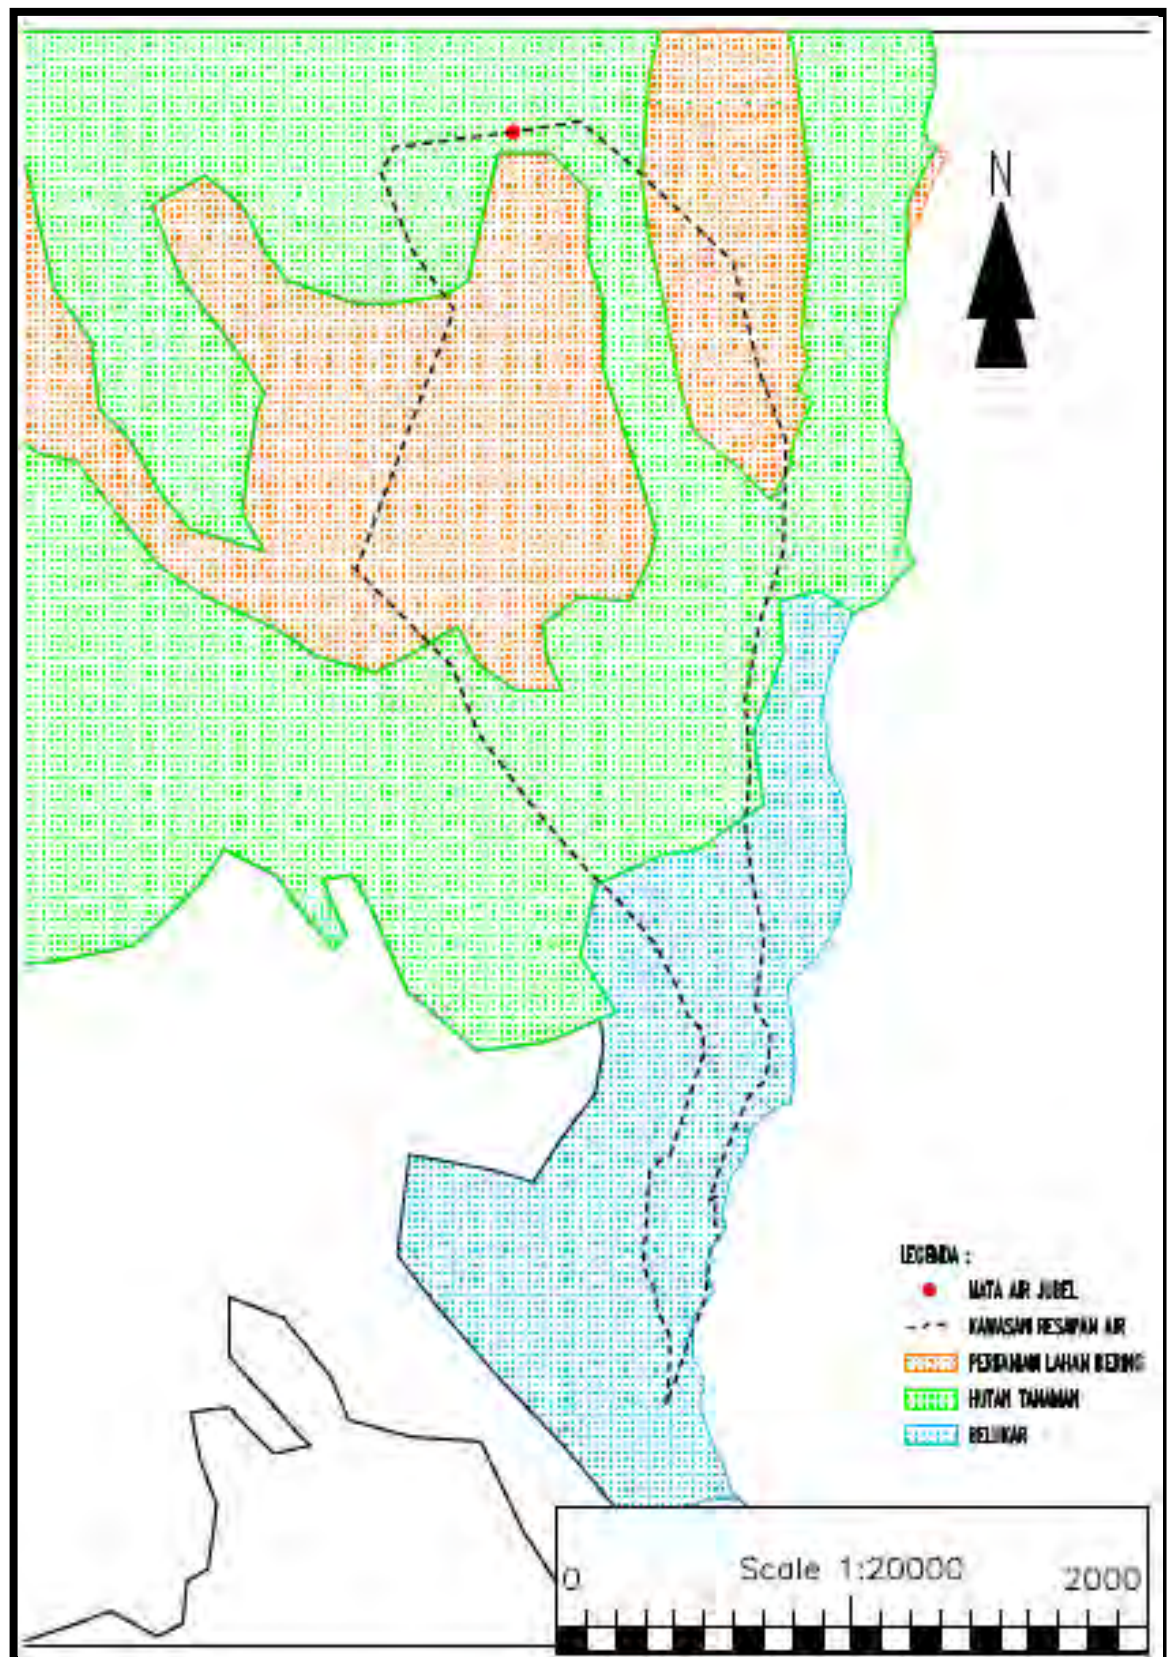 N
LEGENDA :
MATA AIR JUBEL
KAWASAN RESAPAN AIR
PERTANIAN LAHAN KERING
HUTAN TANAMAN
BELUKAR
Scale 1:20000
0 2000